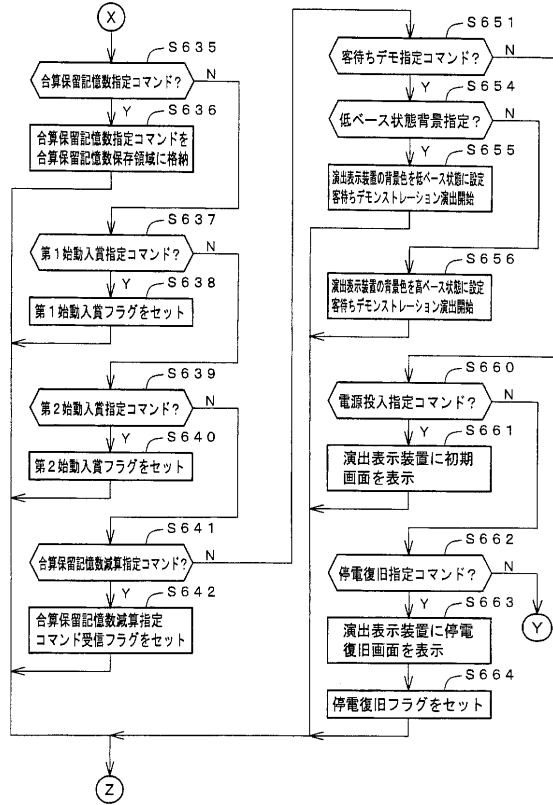 X
S635
合算保留記憶数指定コマンド?
N
Y
S636
合算保留記憶数指定コマンドを
合算保留記憶数保存領域に格納
S637
第1始動入賞指定コマンド?
N
Y
S638
第1始動入賞フラグをセット
S639
第2始動入賞指定コマンド?
N
Y
S640
第2始動入賞フラグをセット
S641
合算保留記憶数減算指定コマンド?
N
Y
S642
合算保留記憶数減算指定
コマンド受信フラグをセット
Z
S651
客待ちデモ指定コマンド?
N
Y
S654
低ベース状態背景指定?
N
Y
S655
演出表示装置の背景色を低ベース状態に設定
客待ちデモンストレーション演出開始
S656
演出表示装置の背景色を高ベース状態に設定
客待ちデモンストレーション演出開始
S660
電源投入指定コマンド?
N
Y
S661
演出表示装置に初期
画面を表示
S662
停電復旧指定コマンド?
N
Y
S663
演出表示装置に停電
復旧画面を表示
Y
S664
停電復旧フラグをセット